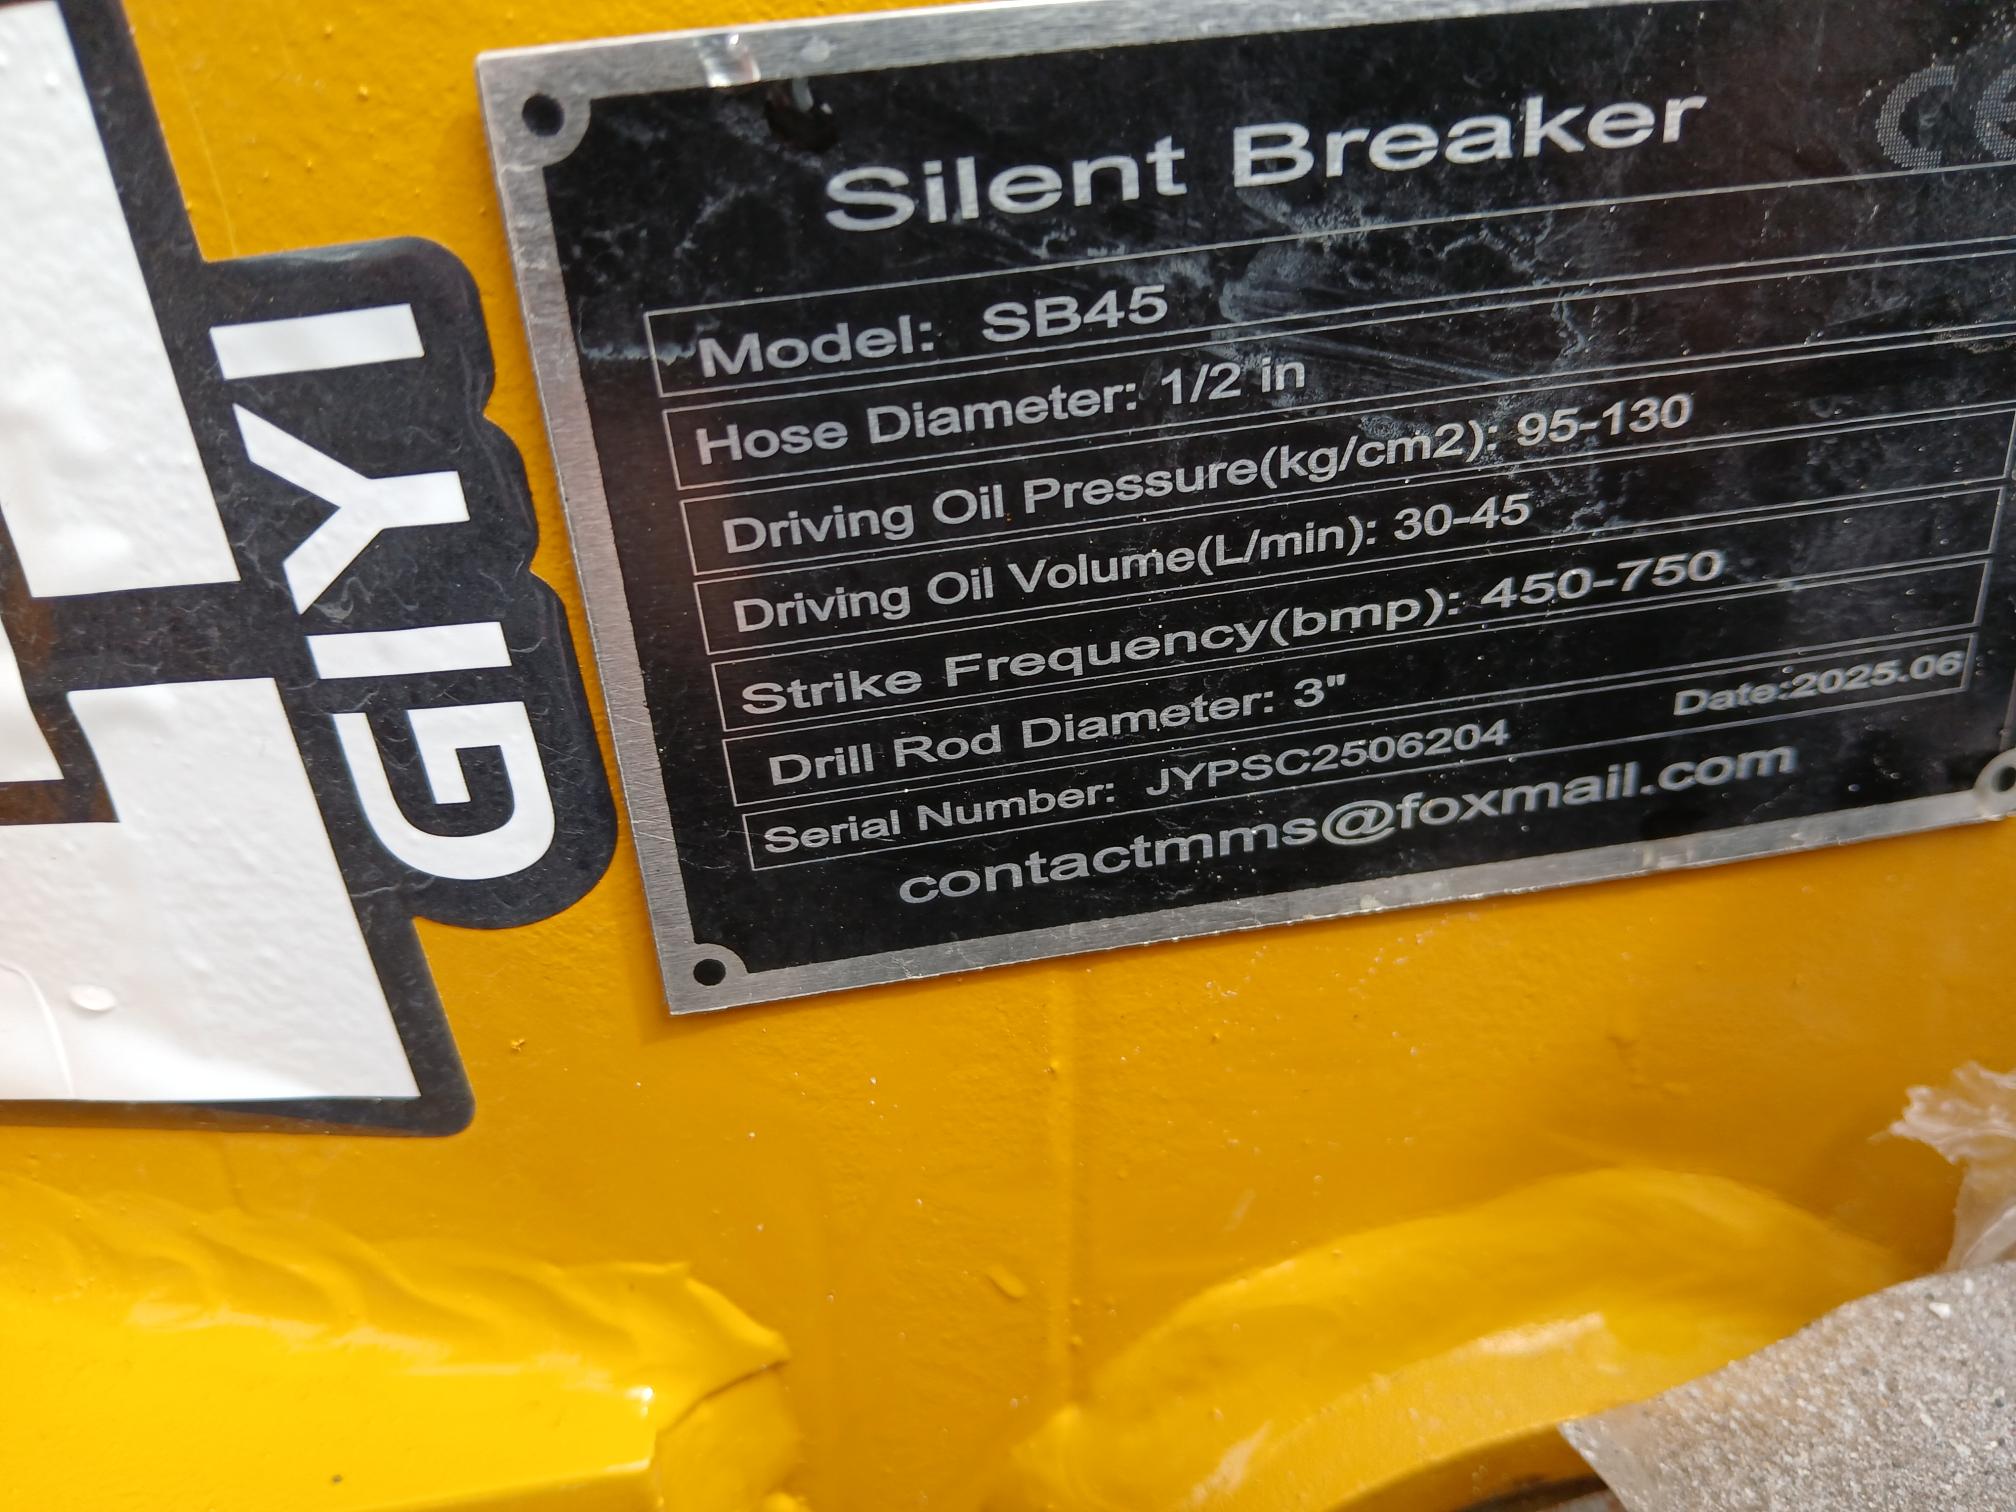 GIYI
Silent Breaker
CE
Model: SB45
Hose Diameter: 1/2 in
Driving Oil Pressure(kg/cm2): 95-130
Driving Oil Volume(L/min): 30-45
Strike Frequency(bmp): 450-750
Drill Rod Diameter: 3"
Serial Number: JYPSC2506204 Date:2025.06
contactmms@foxmail.com